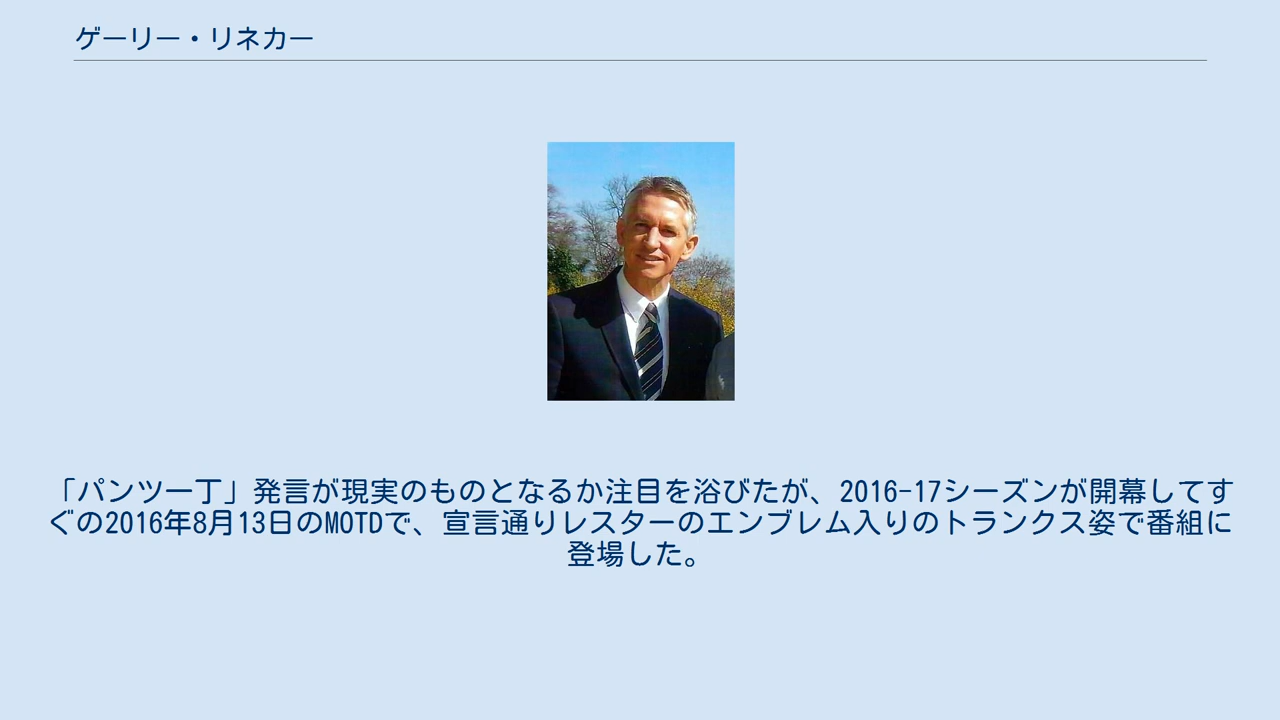 ゲーリー・リネカー
「パンツ一丁」発言が現実のものとなるか注目を浴びたが、2016-17シーズンが開幕してす
ぐの2016年8月13日のMOTDで、宣言通りレスターのエンブレム入りのトランクス姿で番組に
登場した。